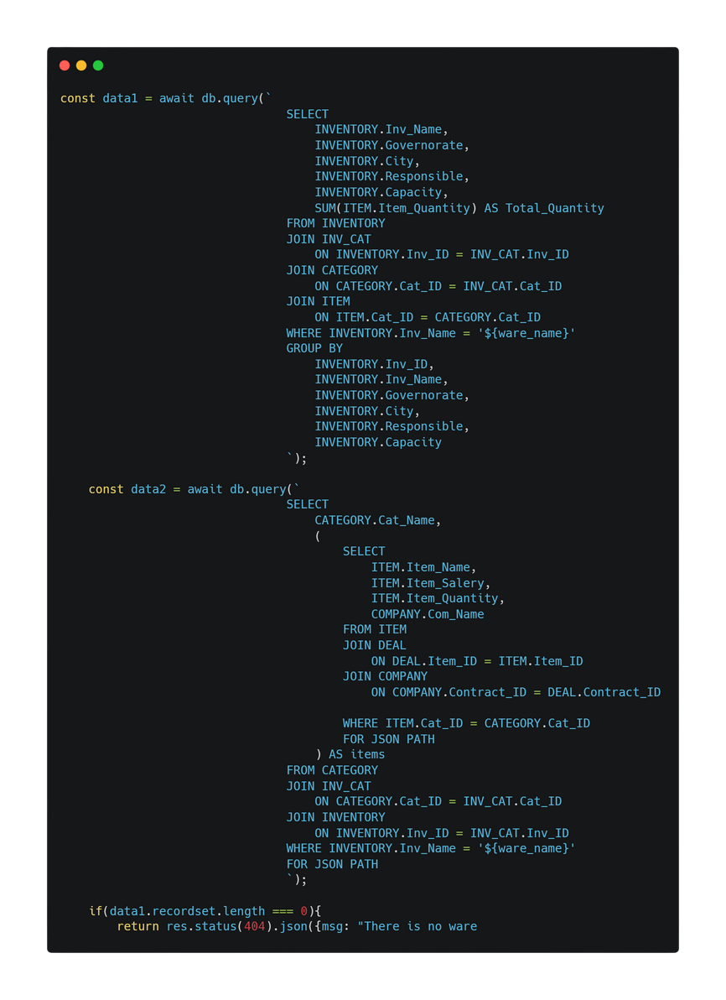 const data1 = await db.query(`
SELECT
INVENTORY.Inv_Name,
INVENTORY.Governorate,
INVENTORY.City,
INVENTORY.Responsible,
INVENTORY.Capacity,
SUM(ITEM.Item_Quantity) AS Total_Quantity
FROM INVENTORY
JOIN INV_CAT
ON INVENTORY.Inv_ID = INV_CAT.Inv_ID
JOIN CATEGORY
ON CATEGORY.Cat_ID = INV_CAT.Cat_ID
JOIN ITEM
ON ITEM.Cat_ID = CATEGORY.Cat_ID
WHERE INVENTORY.Inv_Name = '${ware_name}'
GROUP BY
INVENTORY.Inv_ID,
INVENTORY.Inv_Name,
INVENTORY.Governorate,
INVENTORY.City,
INVENTORY.Responsible,
INVENTORY.Capacity
`);
const data2 = await db.query(`
SELECT
CATEGORY.Cat_Name,
(
SELECT
ITEM.Item_Name,
ITEM.Item_Salery,
ITEM.Item_Quantity,
COMPANY.Com_Name
FROM ITEM
JOIN DEAL
ON DEAL.Item_ID = ITEM.Item_ID
JOIN COMPANY
ON COMPANY.Contract_ID = DEAL.Contract_ID
WHERE ITEM.Cat_ID = CATEGORY.Cat_ID
FOR JSON PATH
) AS items
FROM CATEGORY
JOIN INV_CAT
ON CATEGORY.Cat_ID = INV_CAT.Cat_ID
JOIN INVENTORY
ON INVENTORY.Inv_ID = INV_CAT.Inv_ID
WHERE INVENTORY.Inv_Name = '${ware_name}'
FOR JSON PATH
`);
if(data1.recordset.length === 0){
return res.status(404).json({msg: "There is no ware